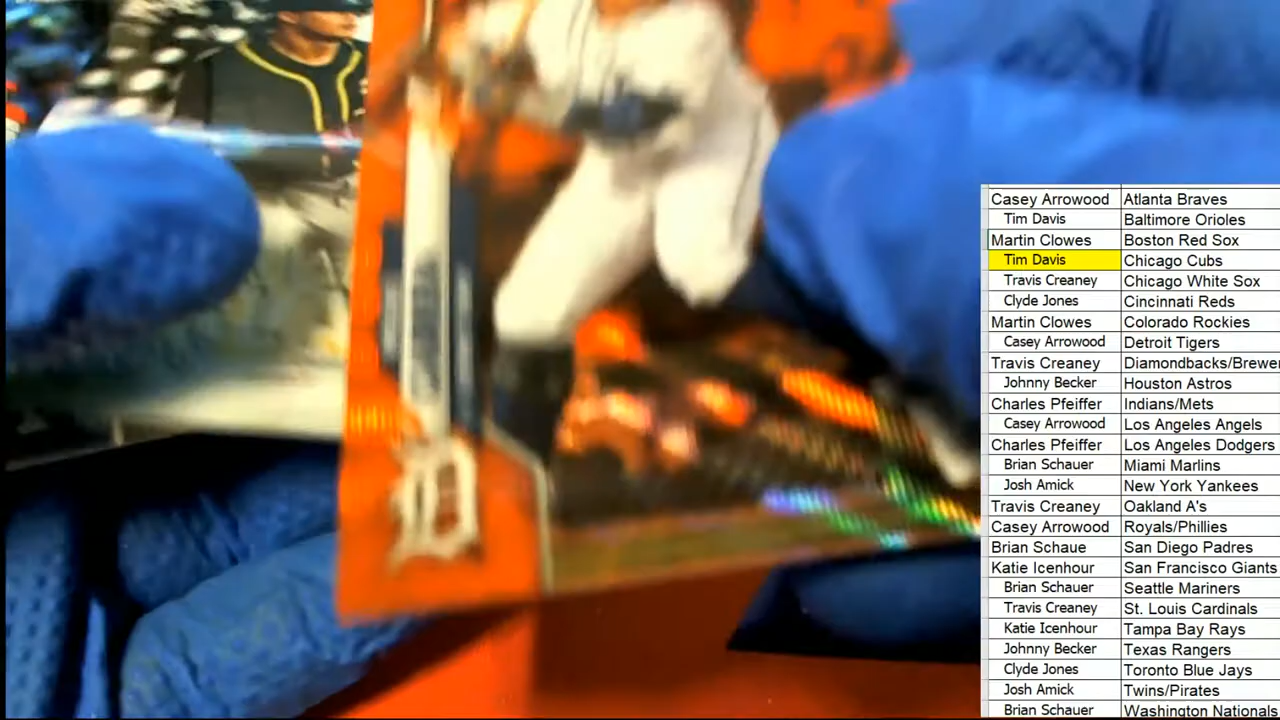 Casey Arrowood Atlanta Braves
Tim Davis Baltimore Orioles
Martin Clowes Boston Red Sox
Tim Davis Chicago Cubs
Travis Creaney Chicago White Sox
Clyde Jones Cincinnati Reds
Martin Clowes Colorado Rockies
Casey Arrowood Detroit Tigers
Travis Creaney Diamondbacks/Brewer
Johnny Becker Houston Astros
Charles Pfeiffer Indians/Mets
Casey Arrowood Los Angeles Angels
Charles Pfeiffer Los Angeles Dodgers
Brian Schauer Miami Marlins
Josh Amick New York Yankees
Travis Creaney Oakland A's
Casey Arrowood Royals/Phillies
Brian Schaue San Diego Padres
Katie Icenhour San Francisco Giants
Brian Schauer Seattle Mariners
Travis Creaney St. Louis Cardinals
Katie Icenhour Tampa Bay Rays
Johnny Becker Texas Rangers
Clyde Jones Toronto Blue Jays
Josh Amick Twins/Pirates
Brian Schauer Washington Nationals
D